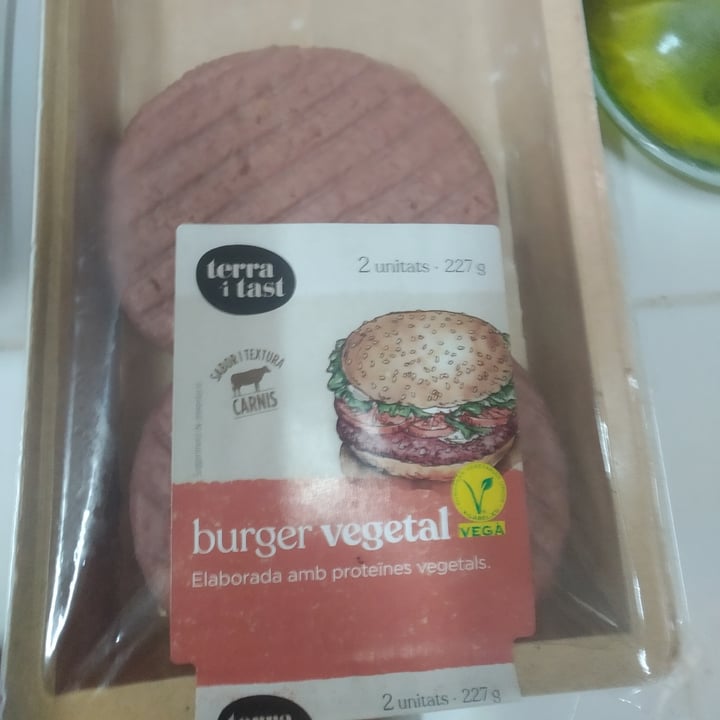 terra
i tast
2 unitats · 227 g
SABOR I TEXTURA
CARNIS
burger vegetal
VEGA
Elaborada amb proteïnes vegetals.
2 unitats · 227 g